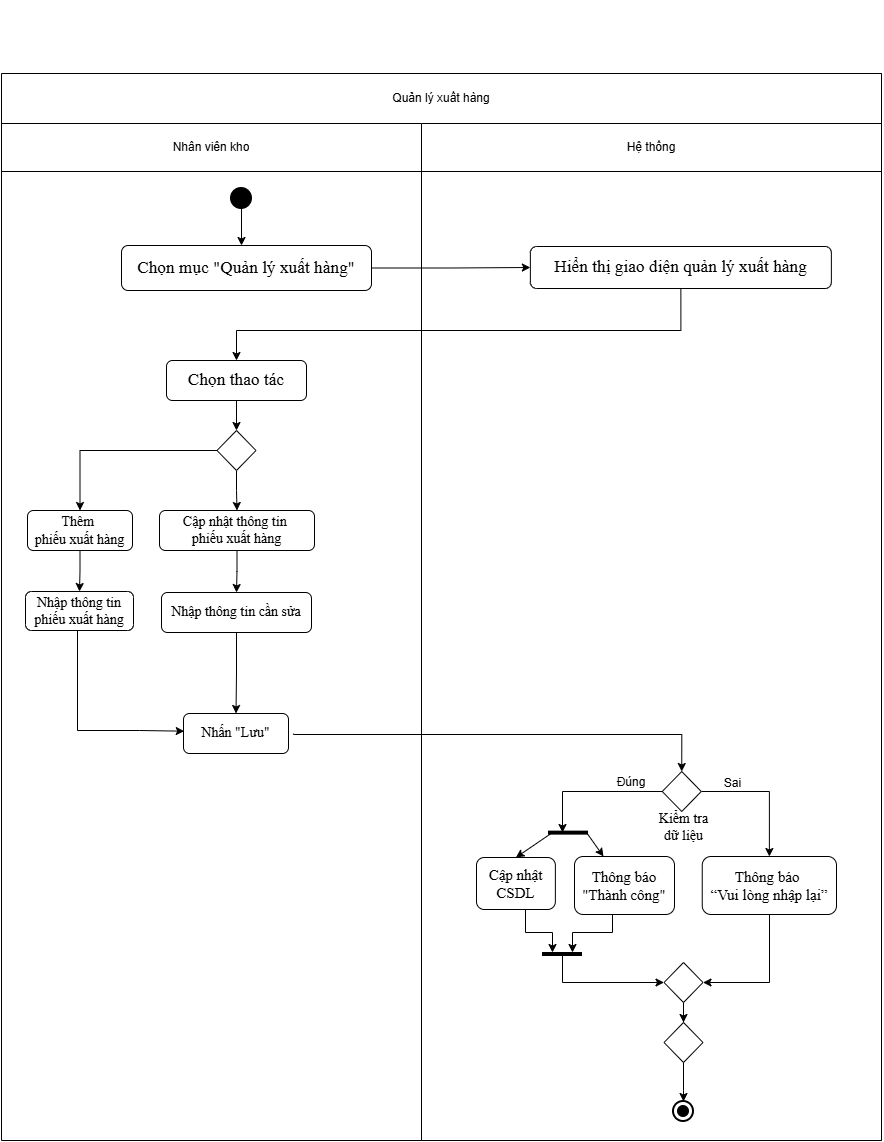 Quản lý xuất hàng
Nhân viên kho
Hệ thống
Chọn mục "Quản lý xuất hàng"
Hiển thị giao diện quản lý xuất hàng
Chọn thao tác
Thêm
phiếu xuất hàng
Cập nhật thông tin
phiếu xuất hàng
Nhập thông tin
phiếu xuất hàng
Nhập thông tin cần sửa
Nhấn "Lưu"
Đúng
Sai
Kiểm tra
dữ liệu
Cập nhật
CSDL
Thông báo
"Thành công"
Thông báo
“Vui lòng nhập lại”